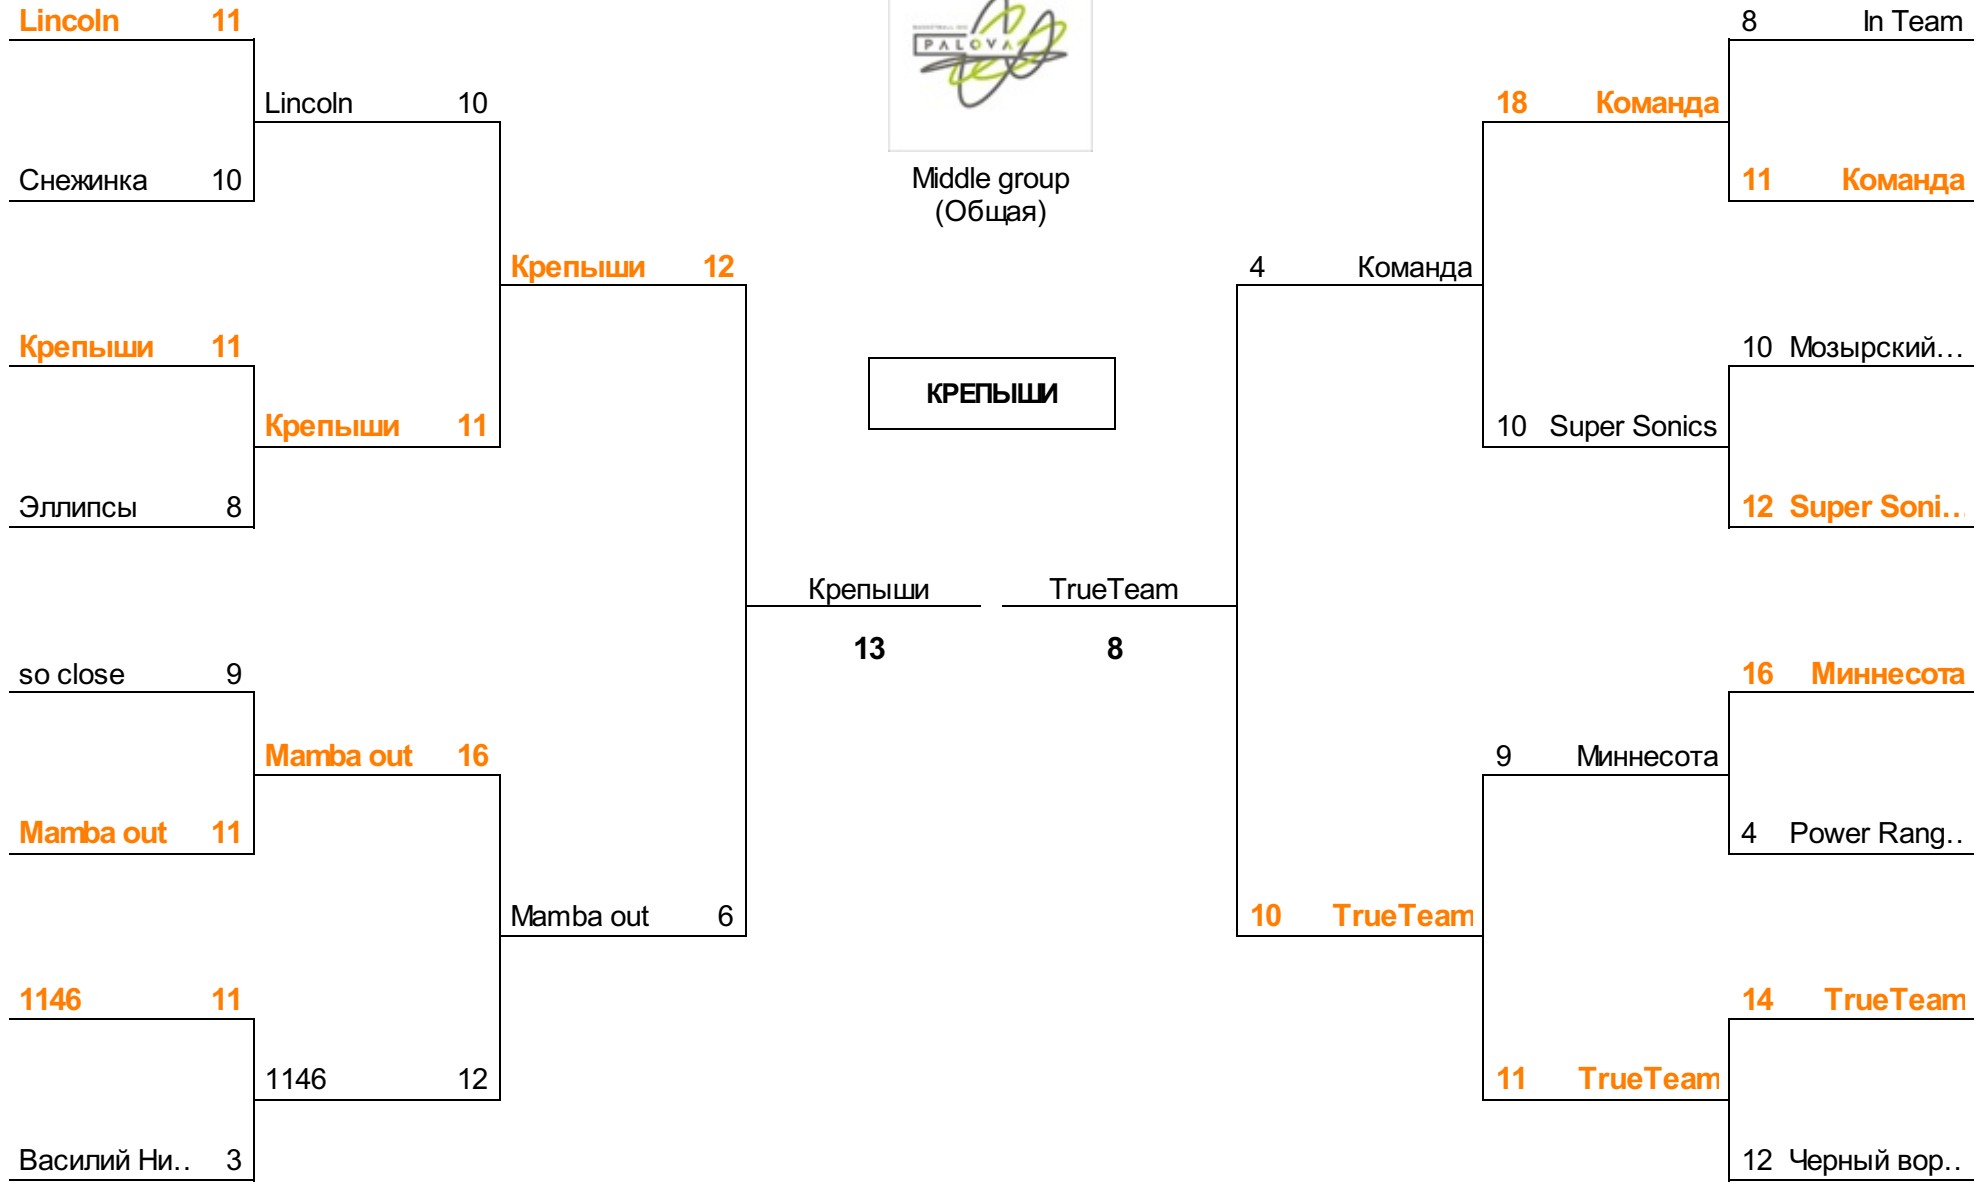 Lincoln 11
8 In Team
Lincoln 10
18 Команда
PALOVA
Снежинка 10
Middle group
(Общая)
11 Команда
Крепыши 12
4 Команда
Крепыши 11
10 Мозырский...
КРЕПЫШИ
Крепыши 11
10 Super Sonics
Эллипсы 8
12 Super Soni...
Крепыши
TrueTeam
13
8
so close 9
16 Миннесота
Mamba out 16
9 Миннесота
Mamba out 11
4 Power Rang..
Mamba out 6
10 TrueTeam
1146 11
14 TrueTeam
1146 12
11 TrueTeam
Василий Ни.. 3
12 Черный вор..